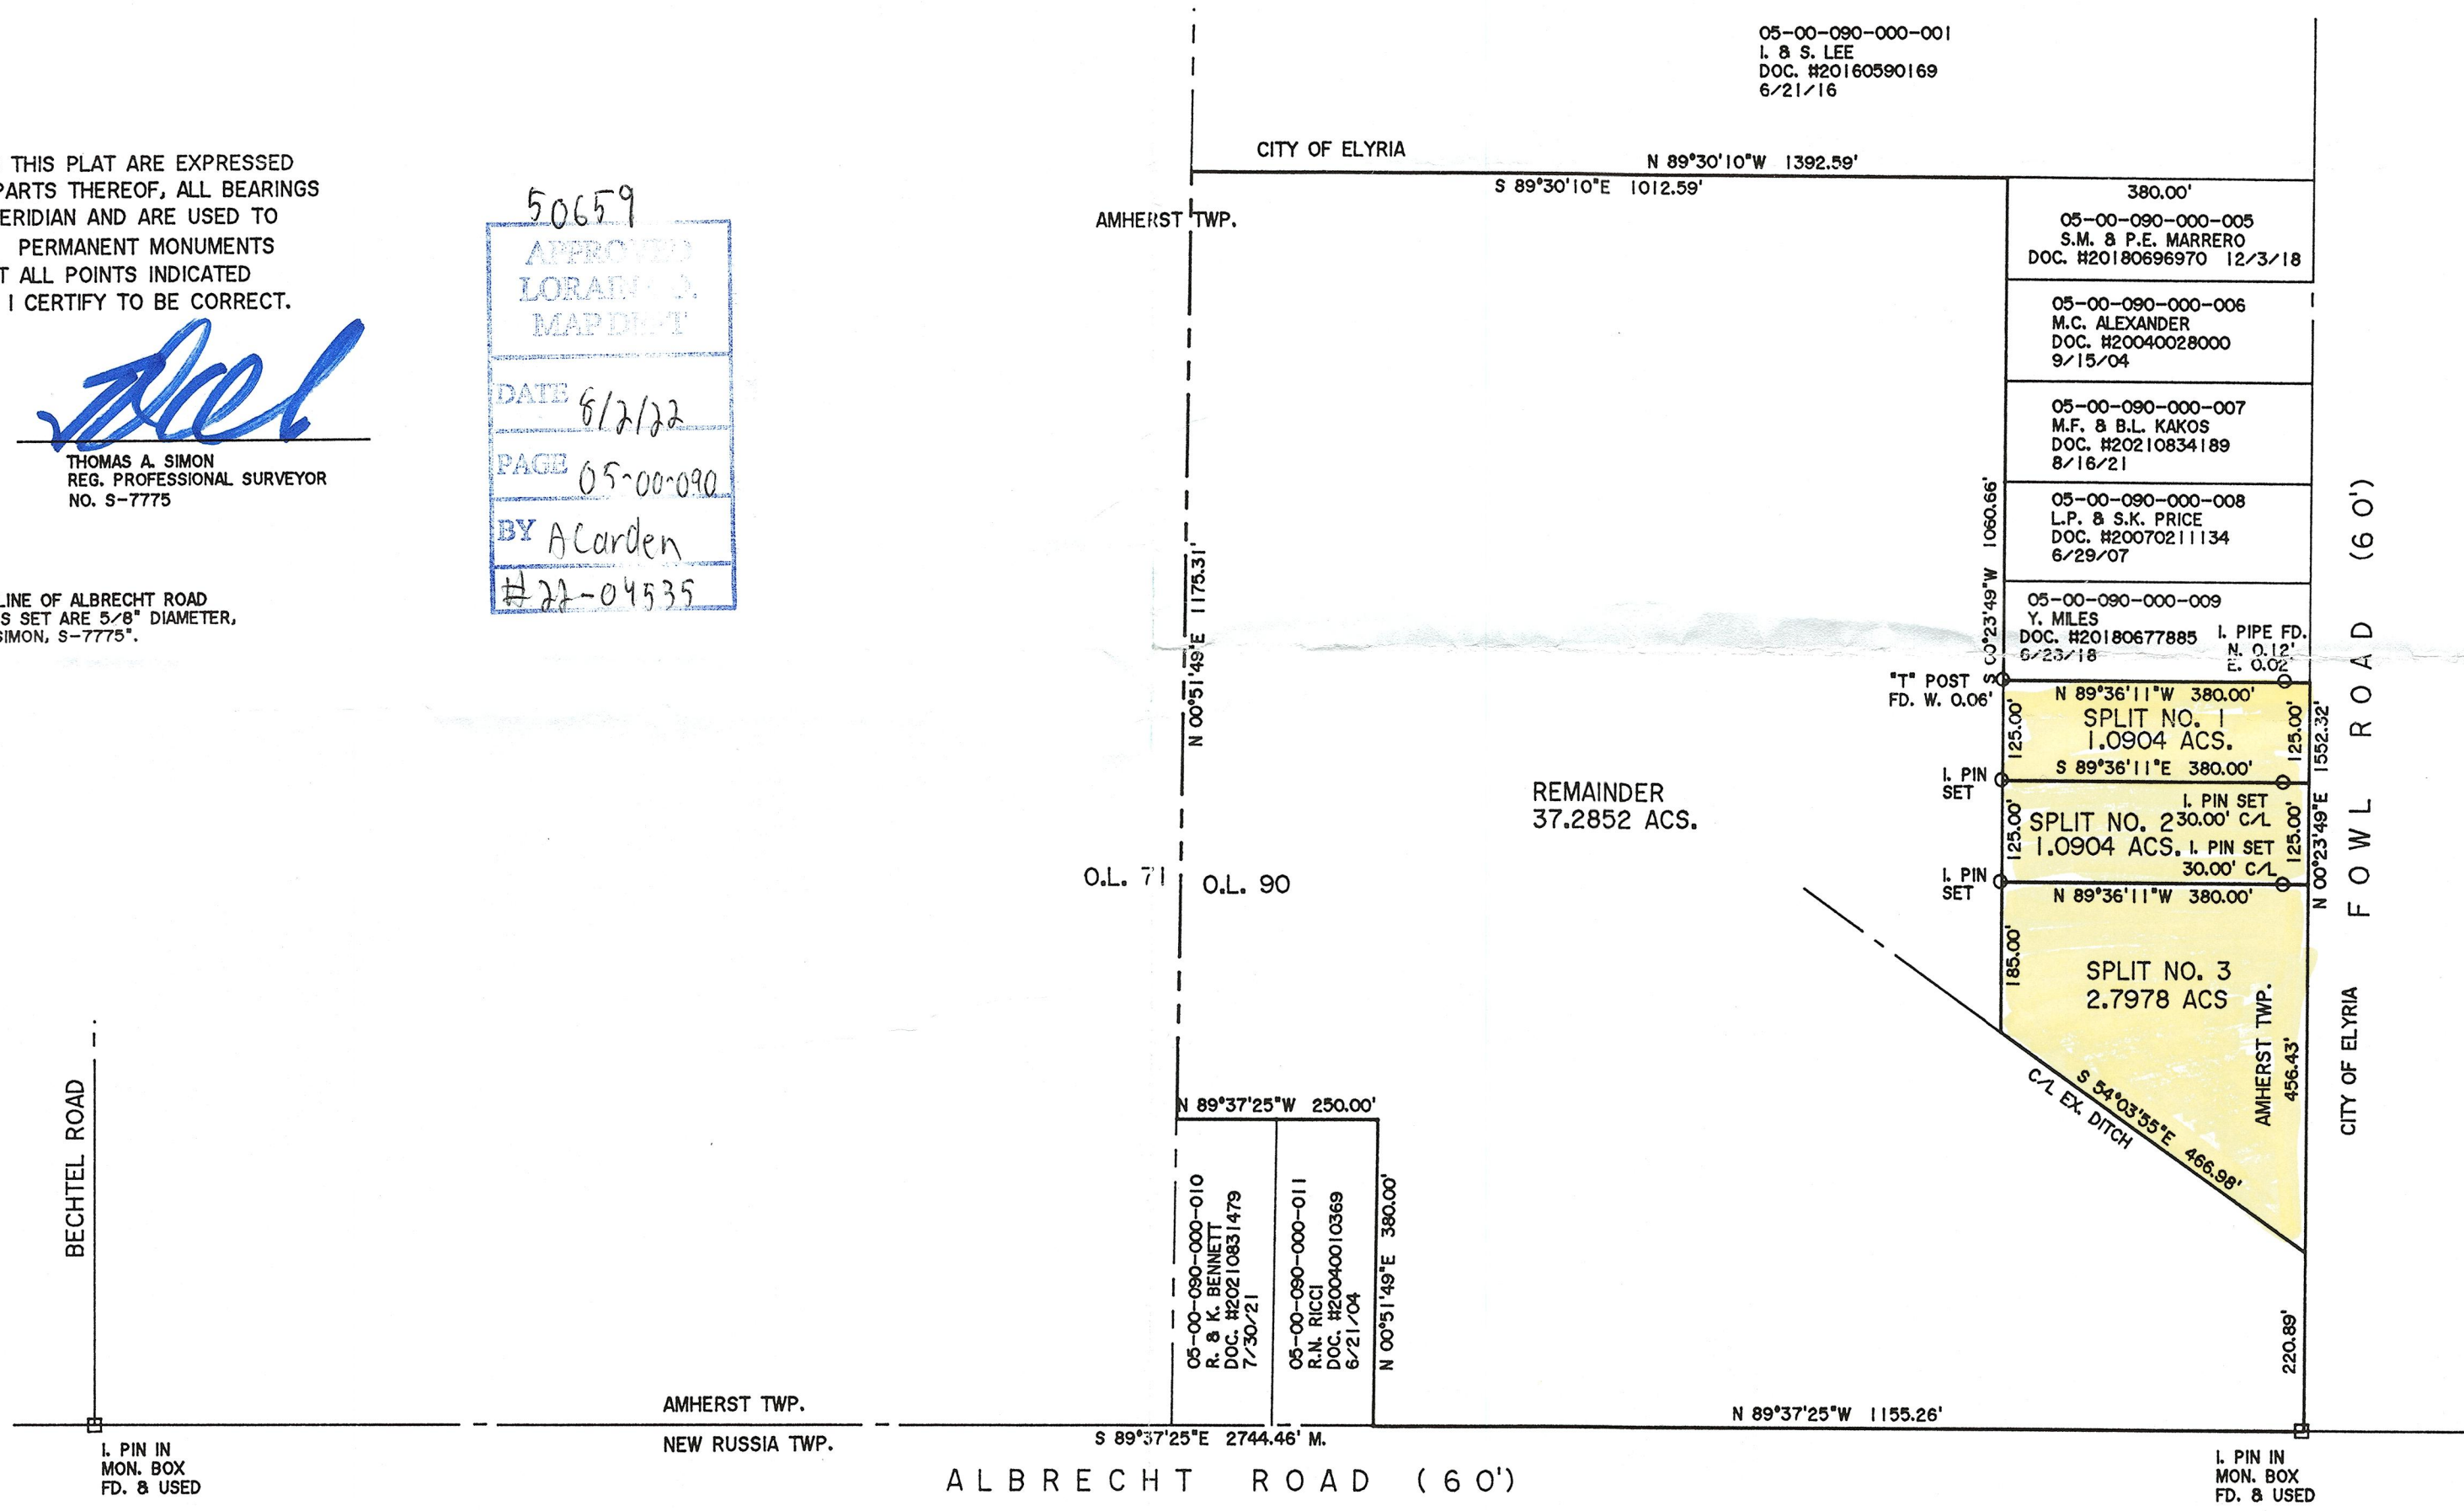 THIS PLAT ARE EXPRESSED
PARTS THEREOF, ALL BEARINGS
ERIDIAN AND ARE USED TO
PERMANENT MONUMENTS
T ALL POINTS INDICATED
I CERTIFY TO BE CORRECT.
THOMAS A. SIMON
REG. PROFESSIONAL SURVEYOR
NO. S-7775
LINE OF ALBRECHT ROAD
S SET ARE 5/8" DIAMETER,
SIMON, S-7775".
50659
APPROVED
LORAIN CO.
MAP DEPT
DATE 8/2/22
PAGE 05-00-090
BY ACarden
#22-04535
05-00-090-000-001
I. & S. LEE
DOC. #20160590169
6/21/16
CITY OF ELYRIA
N 89°30'10"W 1392.59'
S 89°30'10"E 1012.59'
AMHERST TWP.
380.00'
05-00-090-000-005
S.M. & P.E. MARRERO
DOC. #20180696970 12/3/18
05-00-090-000-006
M.C. ALEXANDER
DOC. #20040028000
9/15/04
05-00-090-000-007
M.F. & B.L. KAKOS
DOC. #20210834189
8/16/21
05-00-090-000-008
L.P. & S.K. PRICE
DOC. #20070211134
6/29/07
05-00-090-000-009
Y. MILES
DOC. #20180677885
6/23/18
I. PIPE FD.
N. 0.12'
E. 0.02'
S 00°23'49"W 1060.66'
N 00°51'49"E 1175.31'
"T" POST
FD. W. 0.06'
N 89°36'11"W 380.00'
SPLIT NO. 1
1.0904 ACS.
125.00'
125.00'
S 89°36'11"E 380.00'
I. PIN
SET
I. PIN SET
30.00' C/L
SPLIT NO. 2
1.0904 ACS.
125.00'
125.00'
I. PIN SET
30.00' C/L
I. PIN
SET
N 89°36'11"W 380.00'
185.00'
SPLIT NO. 3
2.7978 ACS
AMHERST TWP.
456.43'
S 54°03'55"E 466.98'
C/L EX. DITCH
N 00°23'49"E 1552.32'
FOWL ROAD (60')
CITY OF ELYRIA
REMAINDER
37.2852 ACS.
O.L. 71
O.L. 90
N 89°37'25"W 250.00'
05-00-090-000-010
R. & K. BENNETT
DOC. #20210831479
7/30/21
05-00-090-000-011
R.N. RICCI
DOC. #20040010369
6/21/04
N 00°51'49"E 380.00'
220.89'
BECHTEL ROAD
AMHERST TWP.
NEW RUSSIA TWP.
N 89°37'25"W 1155.26'
S 89°37'25"E 2744.46' M.
I. PIN IN
MON. BOX
FD. & USED
ALBRECHT ROAD (60')
I. PIN IN
MON. BOX
FD. & USED